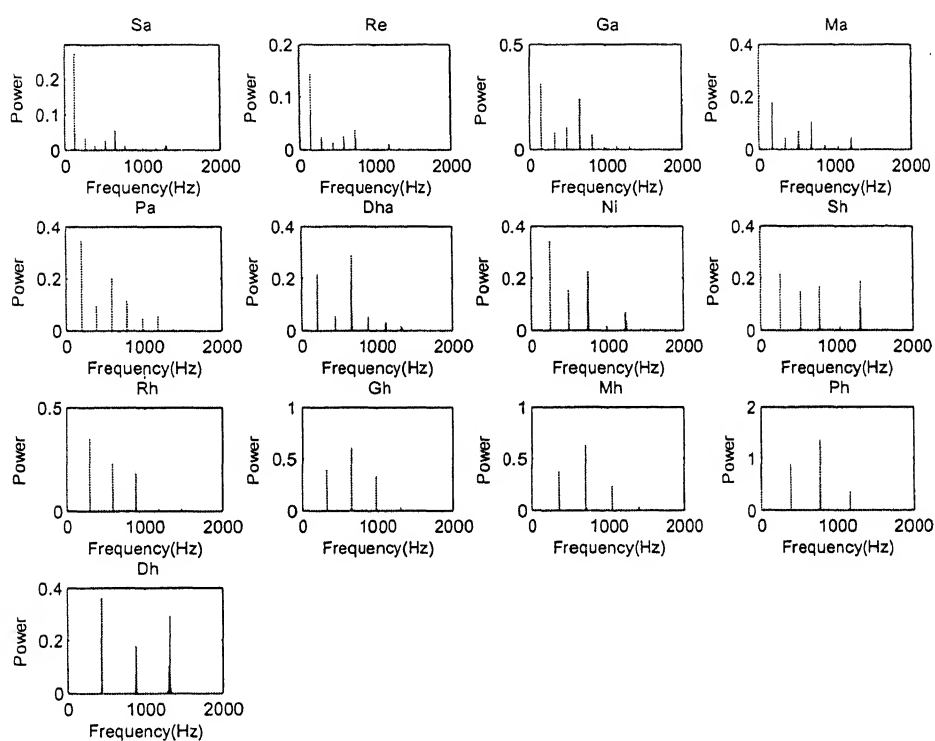 Sa Re Ga Ma
0.2 0.2 0.5 0.4
Power Power Power Power
0.1 0.1 0.2
0 0 0 0
0 1000 2000 0 1000 2000 0 1000 2000 0 1000 2000
Frequency(Hz) Frequency(Hz) Frequency(Hz) Frequency(Hz)
Pa Dha Ni Sh
0.4 0.4 0.4 0.4
Power Power Power Power
0.2 0.2 0.2 0.2
0 0 0 0
0 1000 2000 0 1000 2000 0 1000 2000 0 1000 2000
Frequency(Hz) Frequency(Hz) Frequency(Hz) Frequency(Hz)
Rh Gh Mh Ph
0.5 1 1 2
Power Power Power Power
0.5 0.5 1
0 0 0 0
0 1000 2000 0 1000 2000 0 1000 2000 0 1000 2000
Frequency(Hz) Frequency(Hz) Frequency(Hz) Frequency(Hz)
Dh
0.4
Power
0.2
0
0 1000 2000
Frequency(Hz)